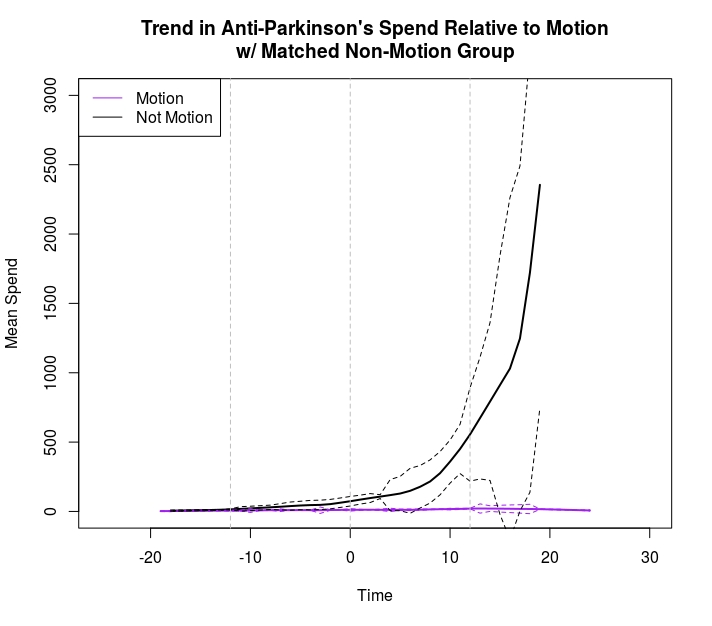 Trend in Anti-Parkinson's Spend Relative to Motion
w/ Matched Non-Motion Group
Motion
Not Motion
Mean Spend
3000
2500
2000
1500
1000
500
0
-20 -10 0 10 20 30
Time